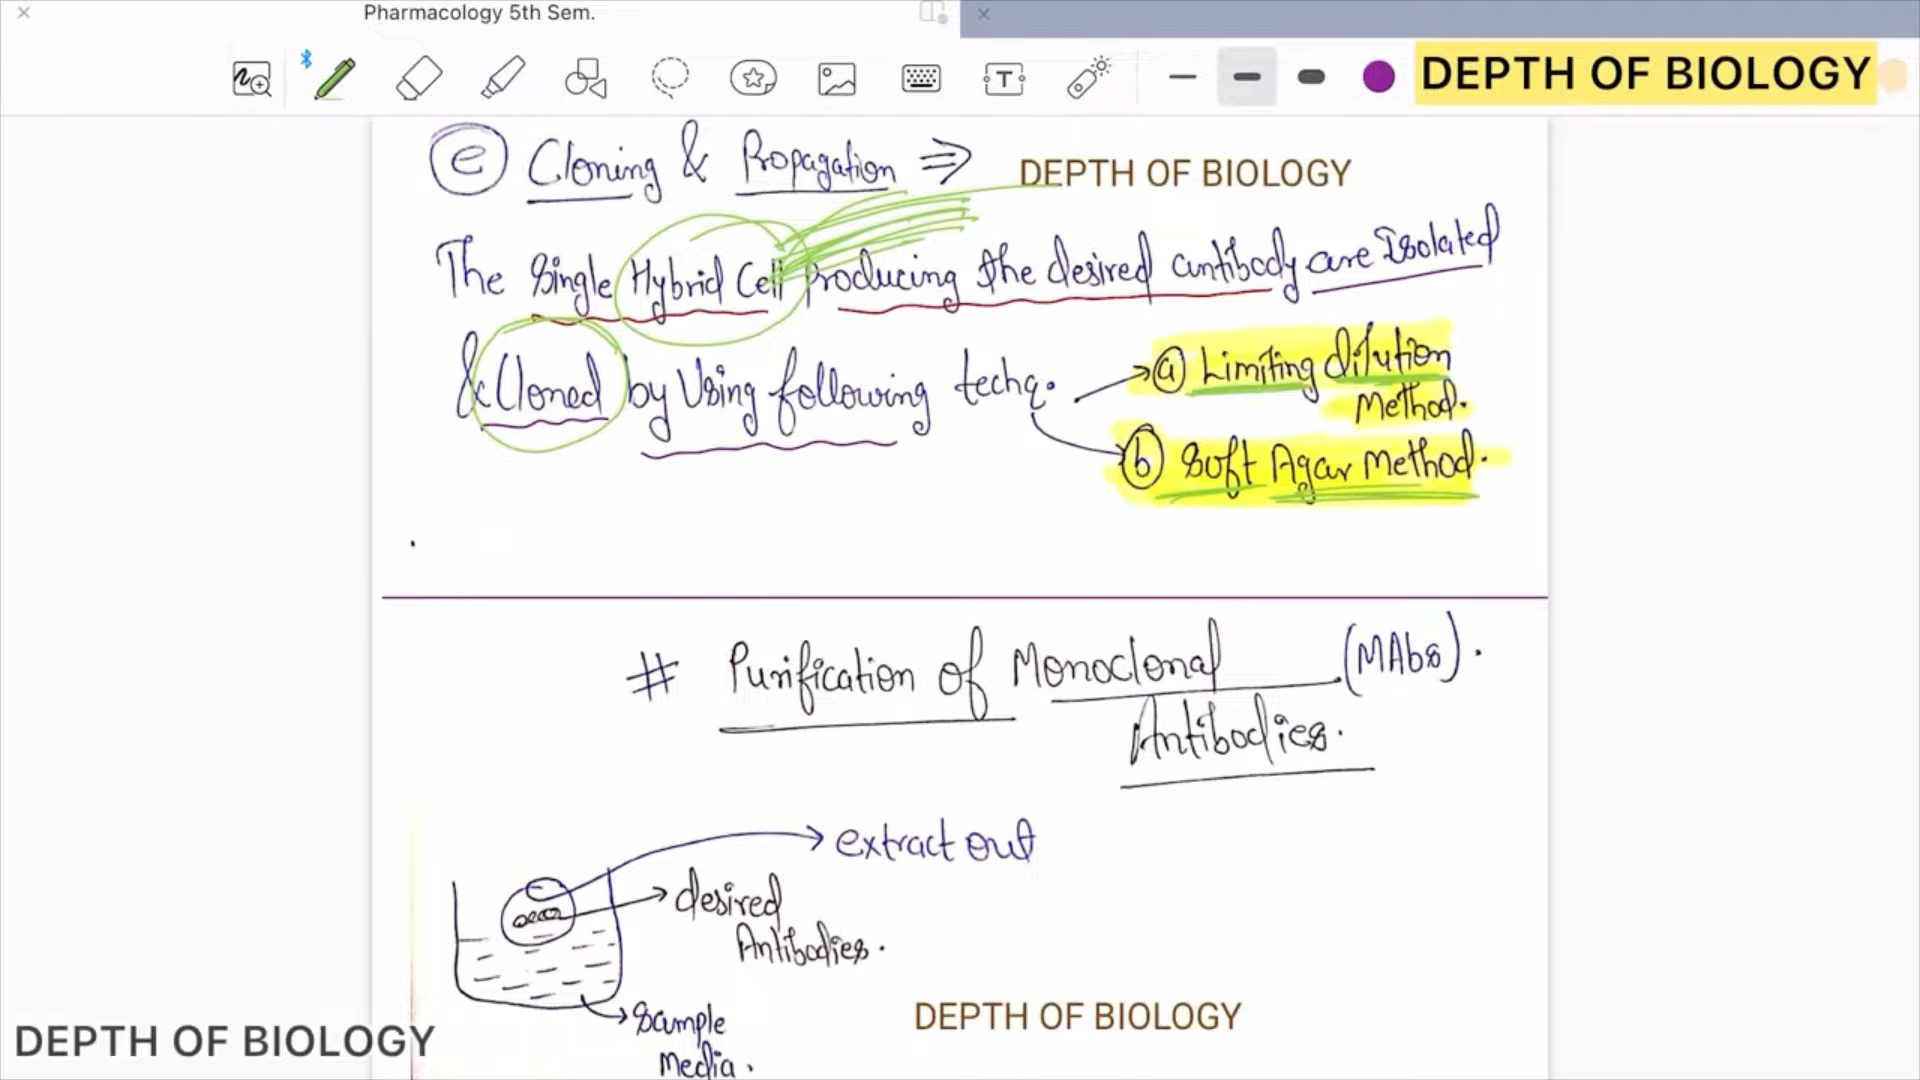 Pharmacology 5th Sem.
DEPTH OF BIOLOGY
e Cloning & Propagation ⇒
DEPTH OF BIOLOGY
The Single Hybrid Cell producing the desired antibody are Isolated
& Cloned by Using following techq.
→ a Limiting dilution
Method.
b Soft Agar Method.
# Purification of Monoclonal (MAbs).
Antibodies.
→ extract out
→ desired
Antibodies.
→ Sample
Media.
DEPTH OF BIOLOGY
DEPTH OF BIOLOGY